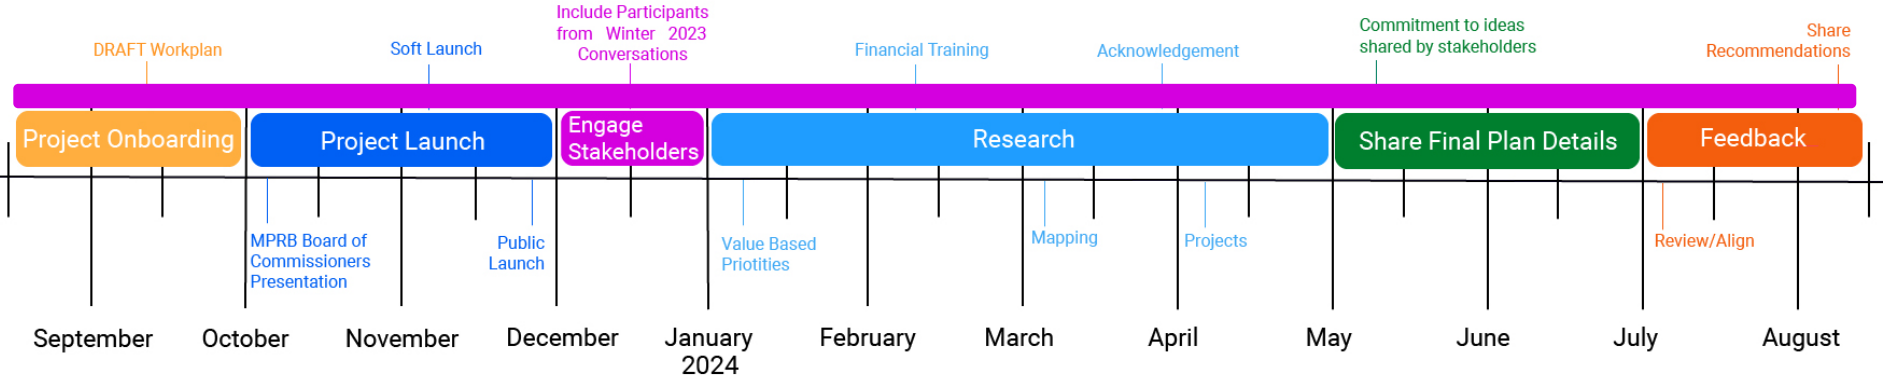 DRAFT Workplan
Soft Launch
Include Participants
from Winter 2023
Conversations
Financial Training
Acknowledgement
Commitment to ideas
shared by stakeholders
Share
Recommendations
Project Onboarding
Project Launch
Engage
Stakeholders
Research
Share Final Plan Details
Feedback
MPRB Board of
Commissioners
Presentation
Public
Launch
Value Based
Priotities
Mapping
Projects
Review/Align
September
October
November
December
January
2024
February
March
April
May
June
July
August